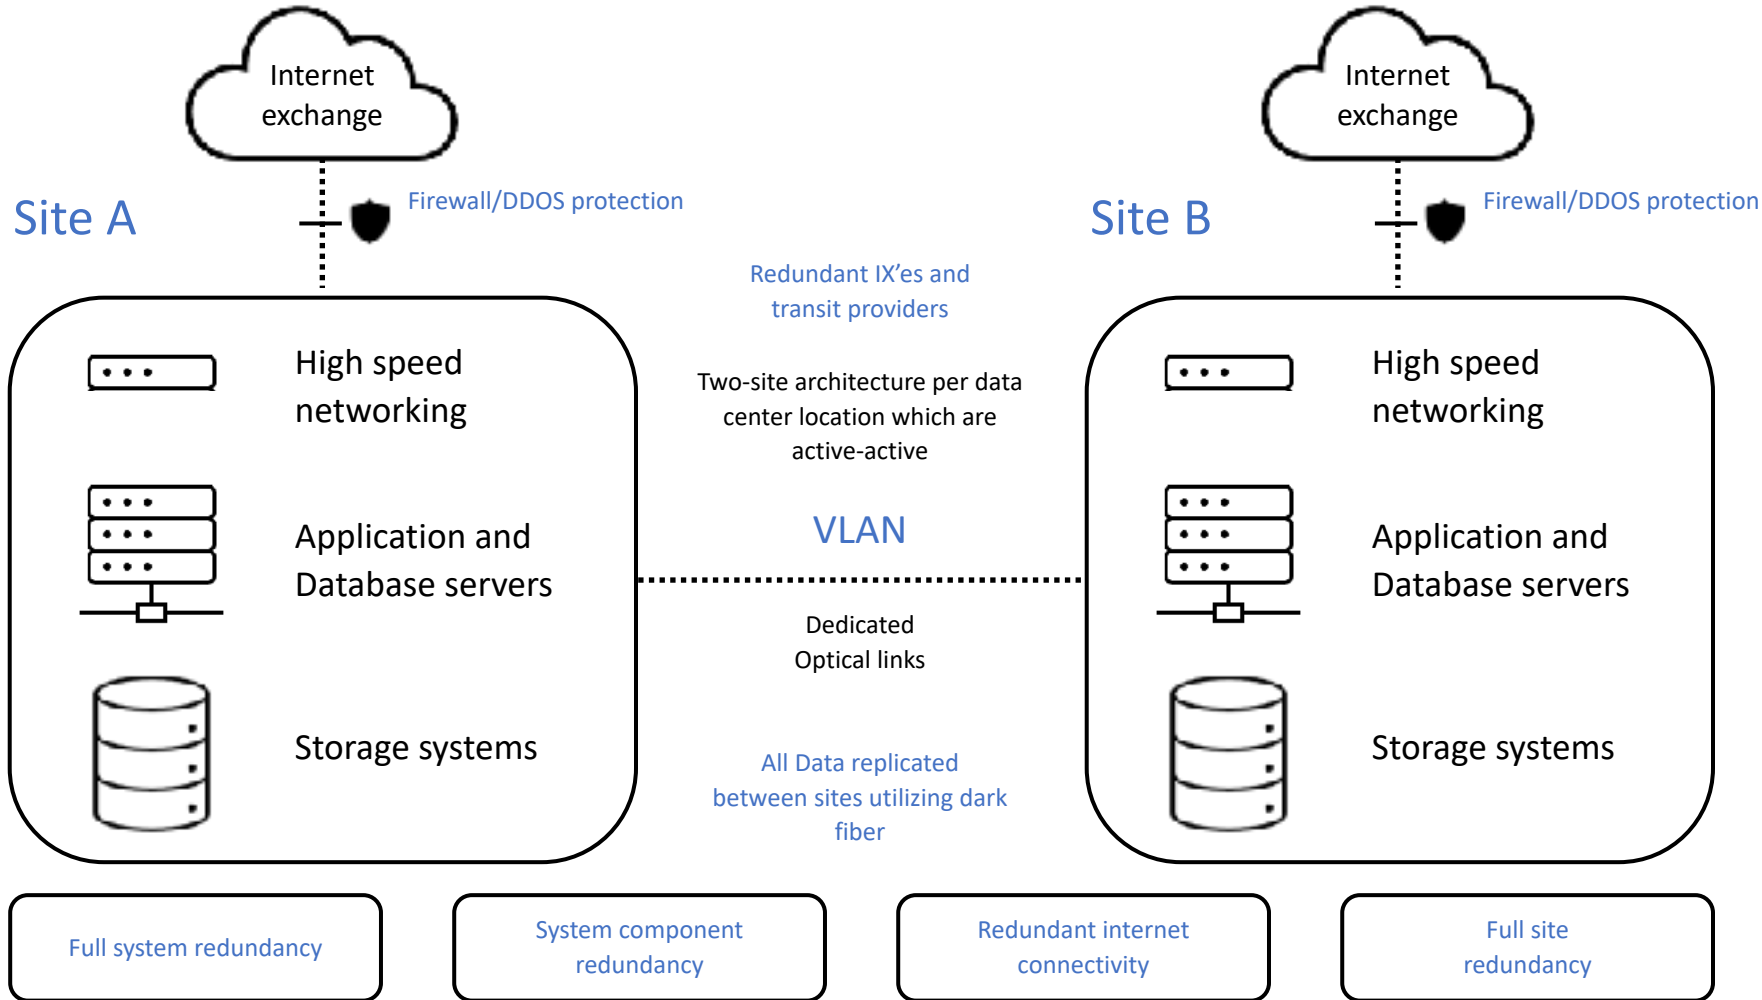 Internet
exchange
Internet
exchange
Site A
Firewall/DDOS protection
Site B
Firewall/DDOS protection
Redundant IX’es and
transit providers
Two-site architecture per data
center location which are
active-active
VLAN
Dedicated
Optical links
All Data replicated
between sites utilizing dark
fiber
High speed
networking
Application and
Database servers
Storage systems
High speed
networking
Application and
Database servers
Storage systems
Full system redundancy
System component
redundancy
Redundant internet
connectivity
Full site
redundancy